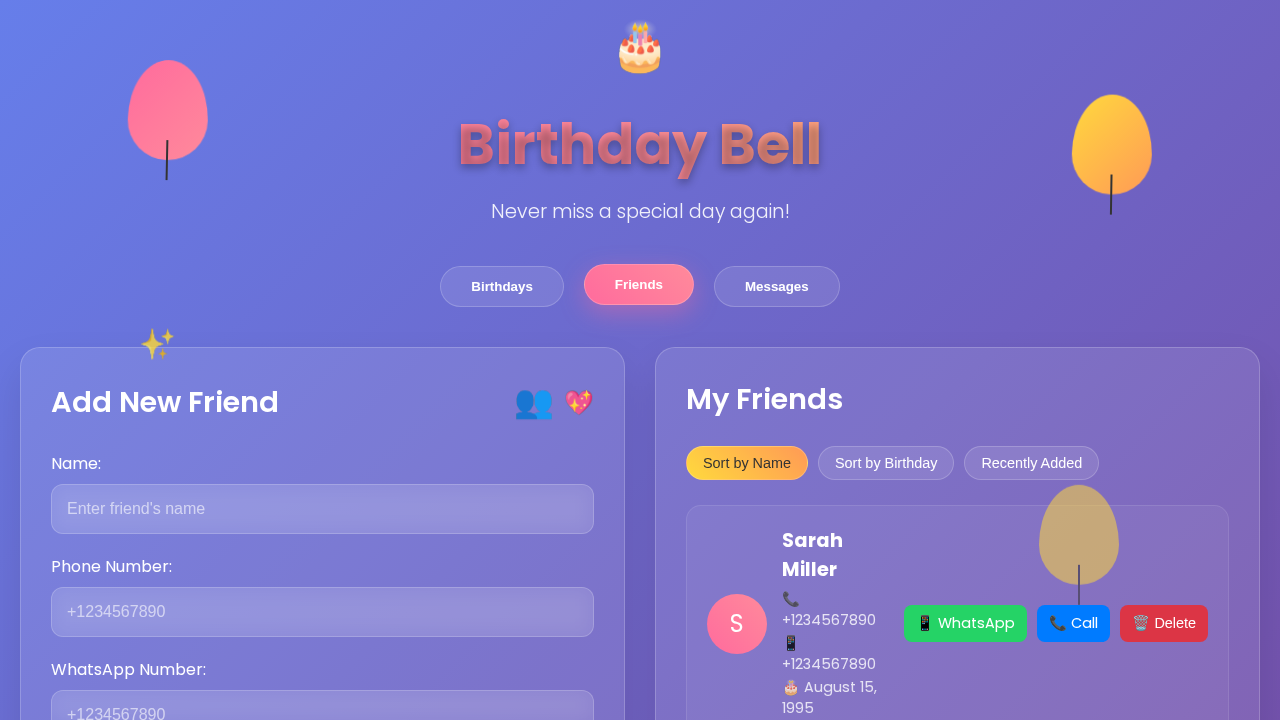 Birthday Bell
Never miss a special day again!
Birthdays
Friends
Messages
Add New Friend
Name:
Enter friend's name
Phone Number:
+1234567890
WhatsApp Number:
+1234567890
My Friends
Sort by Name
Sort by Birthday
Recently Added
S
Sarah
Miller
+1234567890
+1234567890
August 15,
1995
WhatsApp
Call
Delete